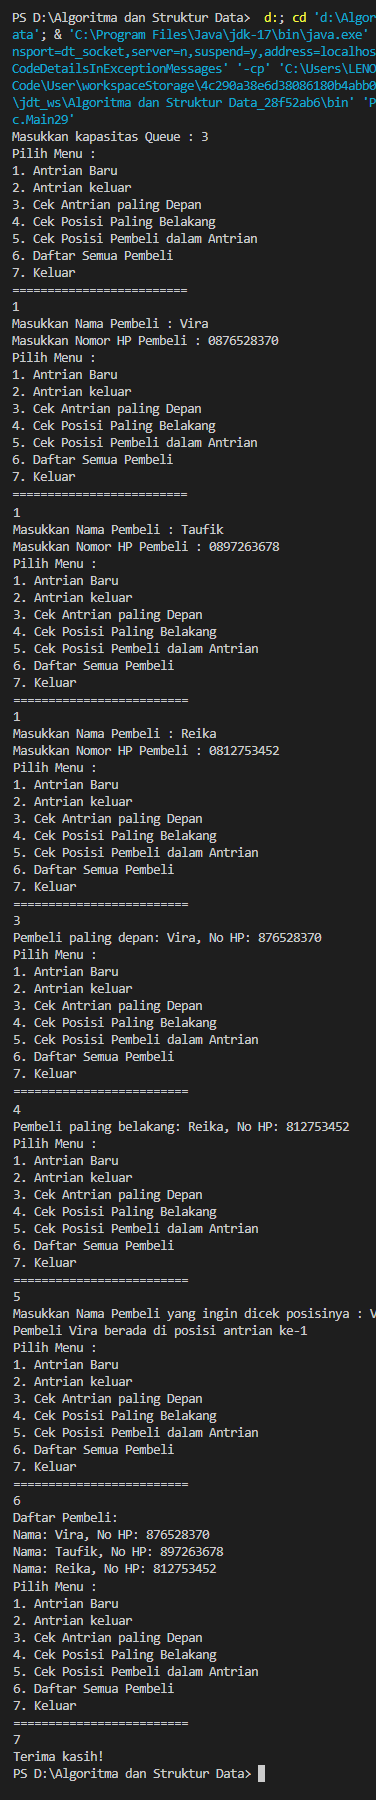 PS D:\Algoritma dan Struktur Data>  d:; cd 'd:\Algor
ata'; & 'C:\Program Files\Java\jdk-17\bin\java.exe'
nsport=dt_socket,server=n,suspend=y,address=localhos
CodeDetailsInExceptionMessages' '-cp' 'C:\Users\LENO
Code\User\workspaceStorage\4c290a38e6d38086180b4abb0
\jdt_ws\Algoritma dan Struktur Data_28f52ab6\bin' 'P
c.Main29'
Masukkan kapasitas Queue : 3
Pilih Menu :
1. Antrian Baru
2. Antrian keluar
3. Cek Antrian paling Depan
4. Cek Posisi Paling Belakang
5. Cek Posisi Pembeli dalam Antrian
6. Daftar Semua Pembeli
7. Keluar
=========================
1
Masukkan Nama Pembeli : Vira
Masukkan Nomor HP Pembeli : 0876528370
Pilih Menu :
1. Antrian Baru
2. Antrian keluar
3. Cek Antrian paling Depan
4. Cek Posisi Paling Belakang
5. Cek Posisi Pembeli dalam Antrian
6. Daftar Semua Pembeli
7. Keluar
=========================
1
Masukkan Nama Pembeli : Taufik
Masukkan Nomor HP Pembeli : 0897263678
Pilih Menu :
1. Antrian Baru
2. Antrian keluar
3. Cek Antrian paling Depan
4. Cek Posisi Paling Belakang
5. Cek Posisi Pembeli dalam Antrian
6. Daftar Semua Pembeli
7. Keluar
=========================
1
Masukkan Nama Pembeli : Reika
Masukkan Nomor HP Pembeli : 0812753452
Pilih Menu :
1. Antrian Baru
2. Antrian keluar
3. Cek Antrian paling Depan
4. Cek Posisi Paling Belakang
5. Cek Posisi Pembeli dalam Antrian
6. Daftar Semua Pembeli
7. Keluar
=========================
3
Pembeli paling depan: Vira, No HP: 876528370
Pilih Menu :
1. Antrian Baru
2. Antrian keluar
3. Cek Antrian paling Depan
4. Cek Posisi Paling Belakang
5. Cek Posisi Pembeli dalam Antrian
6. Daftar Semua Pembeli
7. Keluar
=========================
4
Pembeli paling belakang: Reika, No HP: 812753452
Pilih Menu :
1. Antrian Baru
2. Antrian keluar
3. Cek Antrian paling Depan
4. Cek Posisi Paling Belakang
5. Cek Posisi Pembeli dalam Antrian
6. Daftar Semua Pembeli
7. Keluar
=========================
5
Masukkan Nama Pembeli yang ingin dicek posisinya : V
Pembeli Vira berada di posisi antrian ke-1
Pilih Menu :
1. Antrian Baru
2. Antrian keluar
3. Cek Antrian paling Depan
4. Cek Posisi Paling Belakang
5. Cek Posisi Pembeli dalam Antrian
6. Daftar Semua Pembeli
7. Keluar
=========================
6
Daftar Pembeli:
Nama: Vira, No HP: 876528370
Nama: Taufik, No HP: 897263678
Nama: Reika, No HP: 812753452
Pilih Menu :
1. Antrian Baru
2. Antrian keluar
3. Cek Antrian paling Depan
4. Cek Posisi Paling Belakang
5. Cek Posisi Pembeli dalam Antrian
6. Daftar Semua Pembeli
7. Keluar
=========================
7
Terima kasih!
PS D:\Algoritma dan Struktur Data>